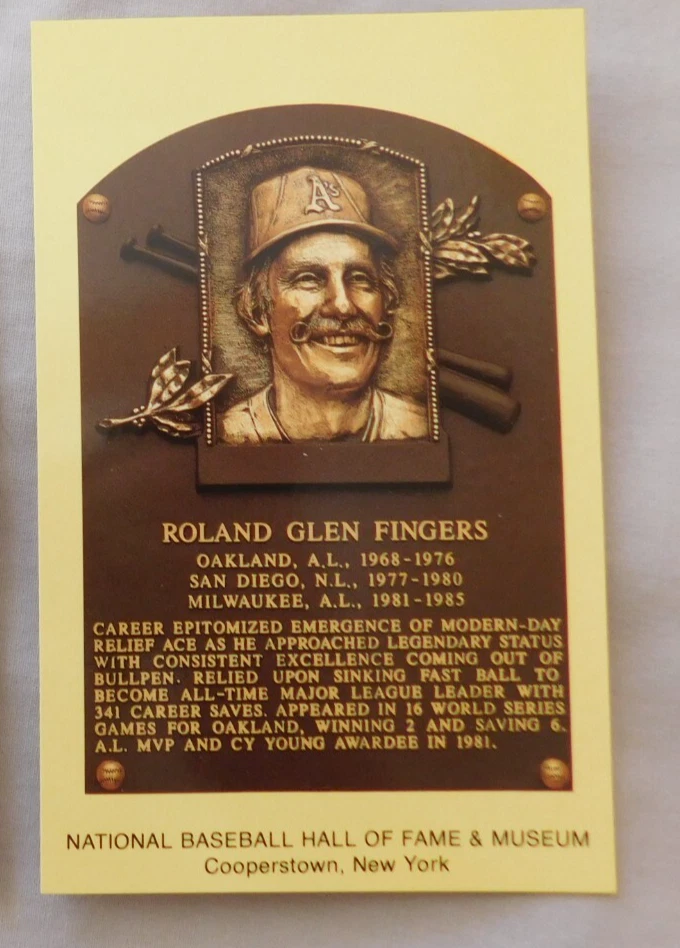 A's
ROLAND GLEN FINGERS
OAKLAND, A.L., 1968-1976
SAN DIEGO, N.L., 1977-1980
MILWAUKEE, A.L., 1981-1985
CAREER EPITOMIZED EMERGENCE OF MODERN-DAY
RELIEF ACE AS HE APPROACHED LEGENDARY STATUS
WITH CONSISTENT EXCELLENCE COMING OUT OF
BULLPEN. RELIED UPON SINKING FAST BALL TO
BECOME ALL-TIME MAJOR LEAGUE LEADER WITH
341 CAREER SAVES. APPEARED IN 16 WORLD SERIES
GAMES FOR OAKLAND, WINNING 2 AND SAVING 6.
A.L. MVP AND CY YOUNG AWARDEE IN 1981.
NATIONAL BASEBALL HALL OF FAME & MUSEUM
Cooperstown, New York